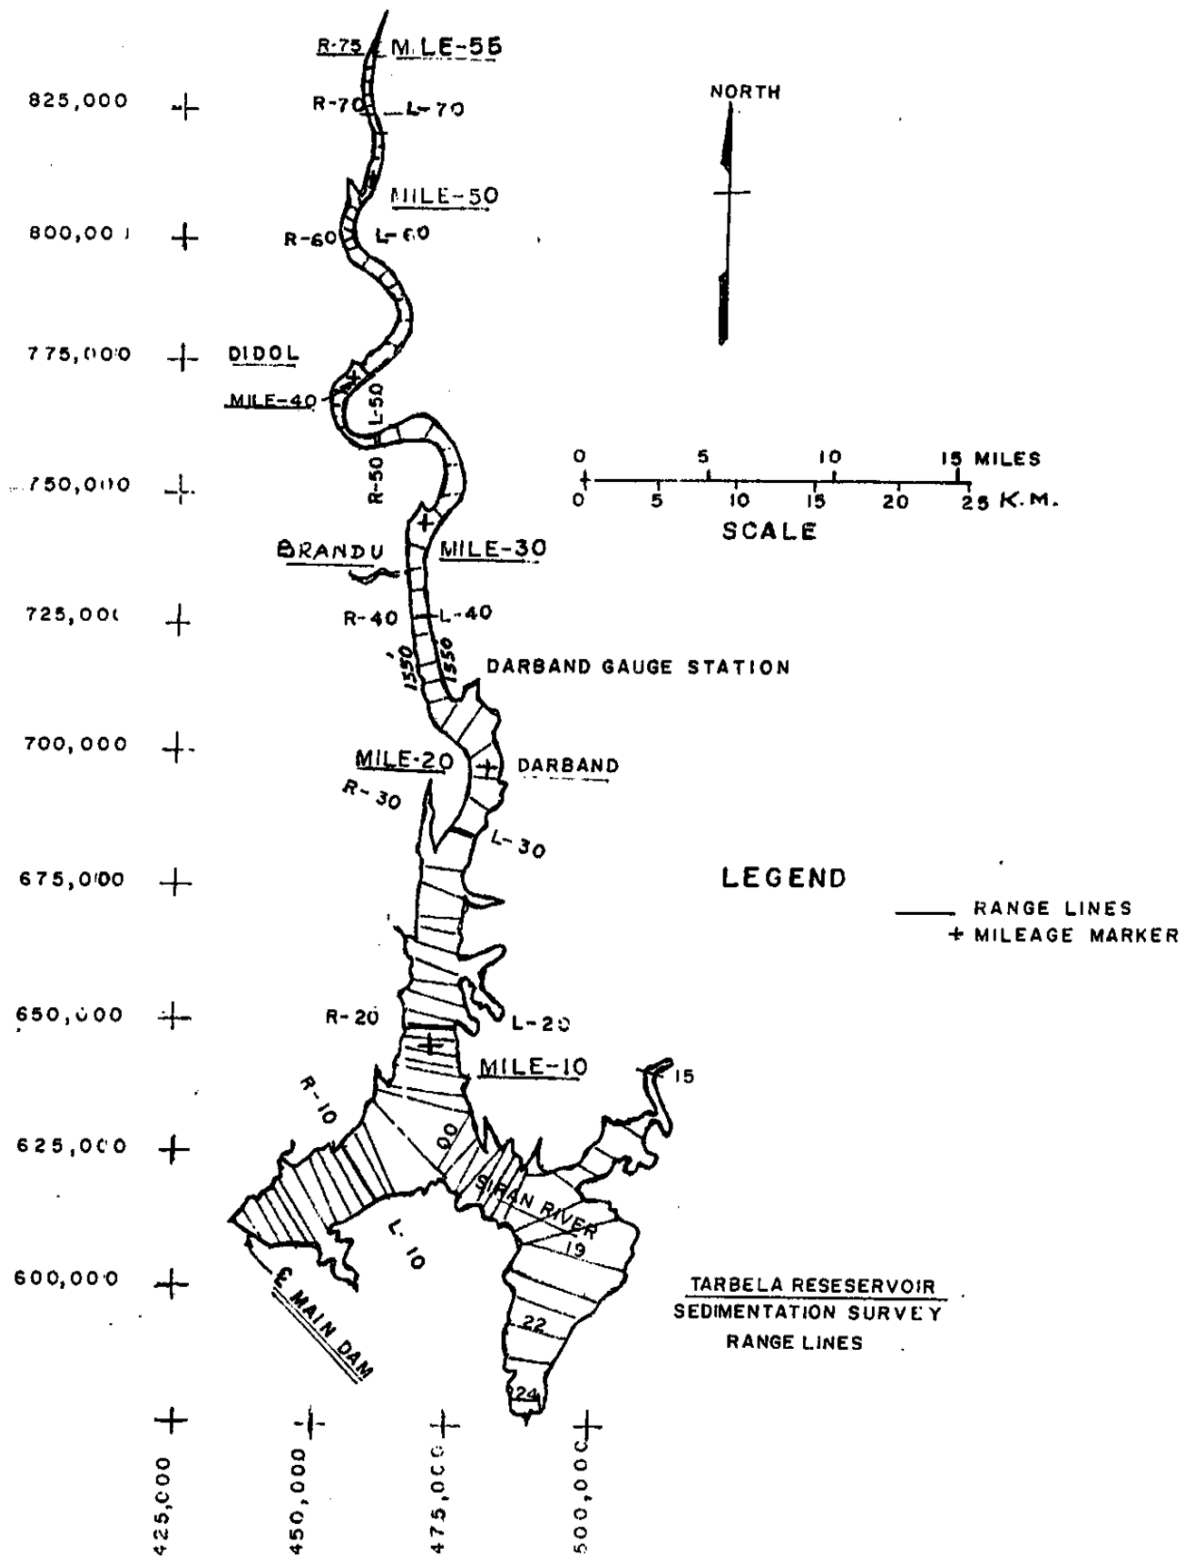 R-75 MILE-55
825,000
R-70 L-70
NORTH
MILE-50
800,00
R-60 L-60
775,000
DIDOL
MILE-40
L-50
R-50
0 5 10 15 MILES
0 5 10 15 20 25 K.M.
SCALE
750,000
BRANDU
MILE-30
725,00
R-40 L-40
1550
1550
DARBAND GAUGE STATION
700,000
MILE-20
DARBAND
R-30
L-30
675,000
LEGEND
RANGE LINES
+ MILEAGE MARKER
650,000
R-20 L-20
MILE-10
15
R-10
625,000
00
SIRAN RIVER
L-10
19
600,000
MAIN DAM
22
TARBELA RESESERVOIR
SEDIMENTATION SURVEY
RANGE LINES
24
425,000
450,000
475,000
500,000